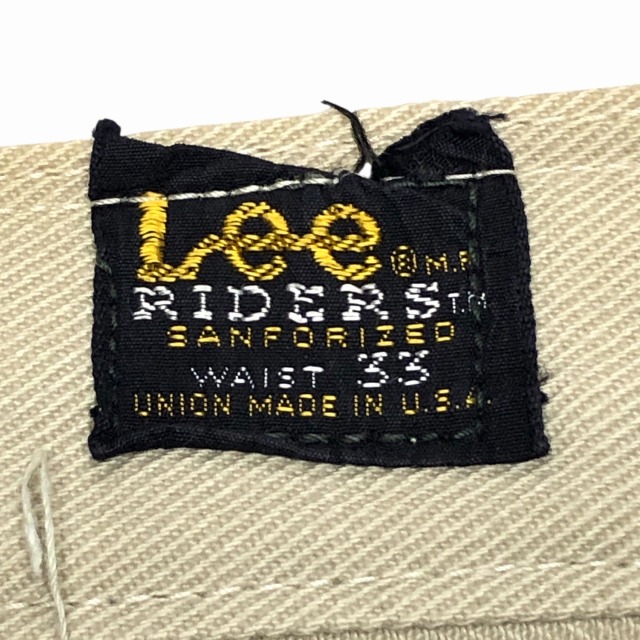 Lee ® M.R.
RIDERS TM
SANFORIZED
WAIST 33
UNION MADE IN U.S.A.